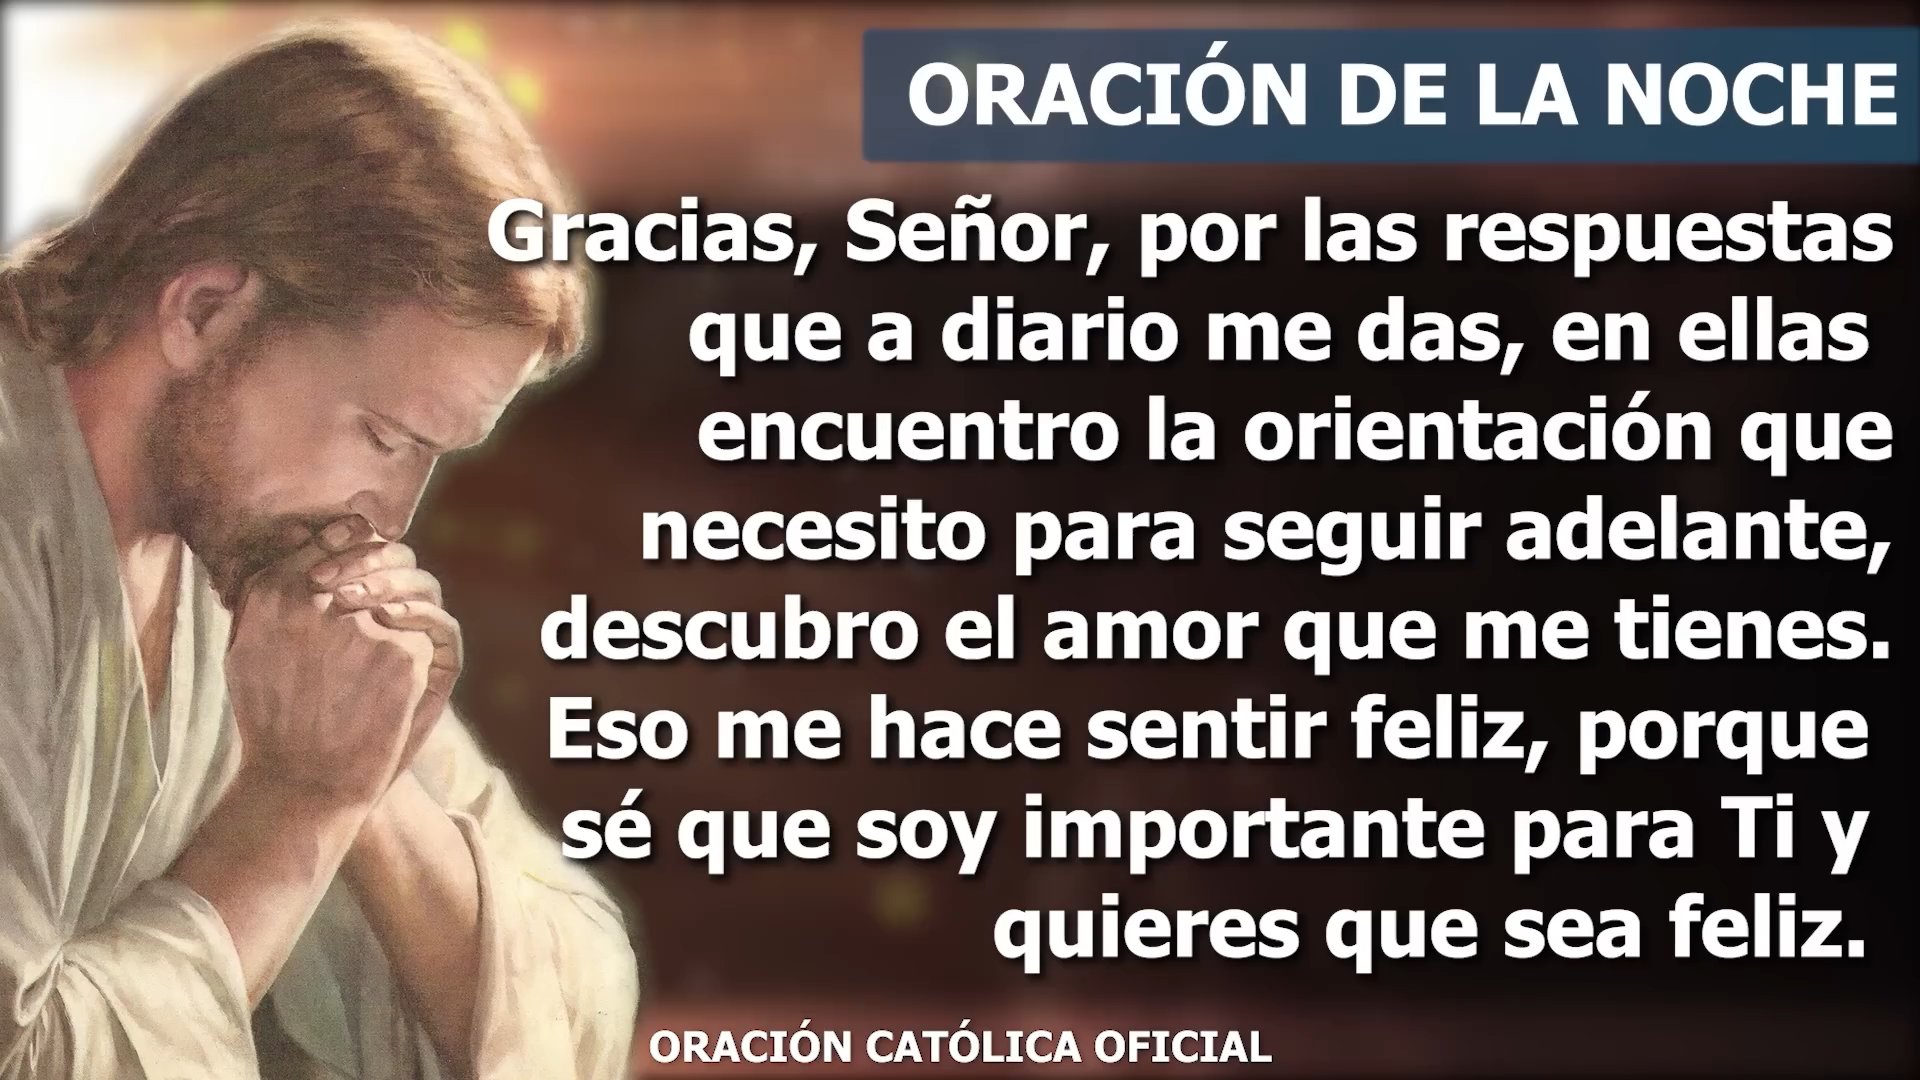 ORACIÓN DE LA NOCHE
Gracias, Señor, por las respuestas
que a diario me das, en ellas
encuentro la orientación que
necesito para seguir adelante,
descubro el amor que me tienes.
Eso me hace sentir feliz, porque
sé que soy importante para Ti y
quieres que sea feliz.
ORACIÓN CATÓLICA OFICIAL